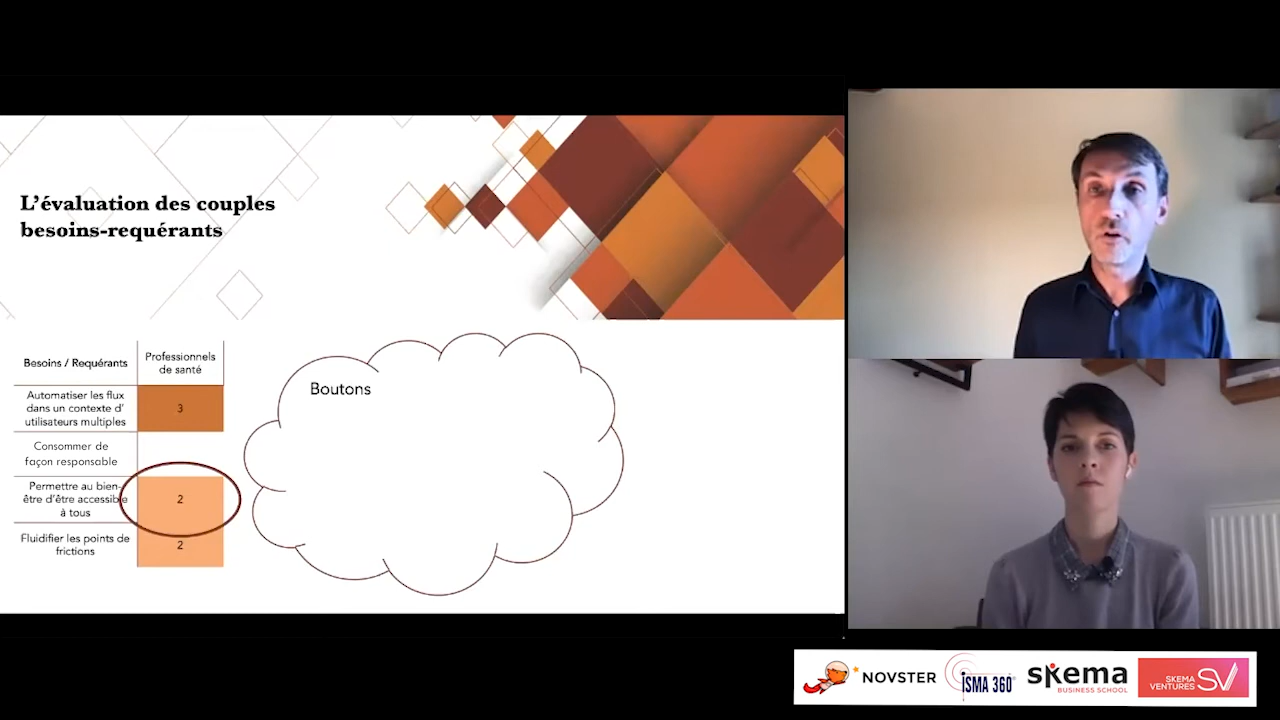 L'évaluation des couples
besoins-requérants
Besoins / Requérants
Professionnels
de santé
Automatiser les flux
dans un contexte d'
utilisateurs multiples
3
Consommer de
façon responsable
Permettre au bien-
être d'être accessible
à tous
2
Fluidifier les points de
frictions
2
Boutons
NOVSTER
iSMA 360°
skema
BUSINESS SCHOOL
SKEMA
VENTURES
SV